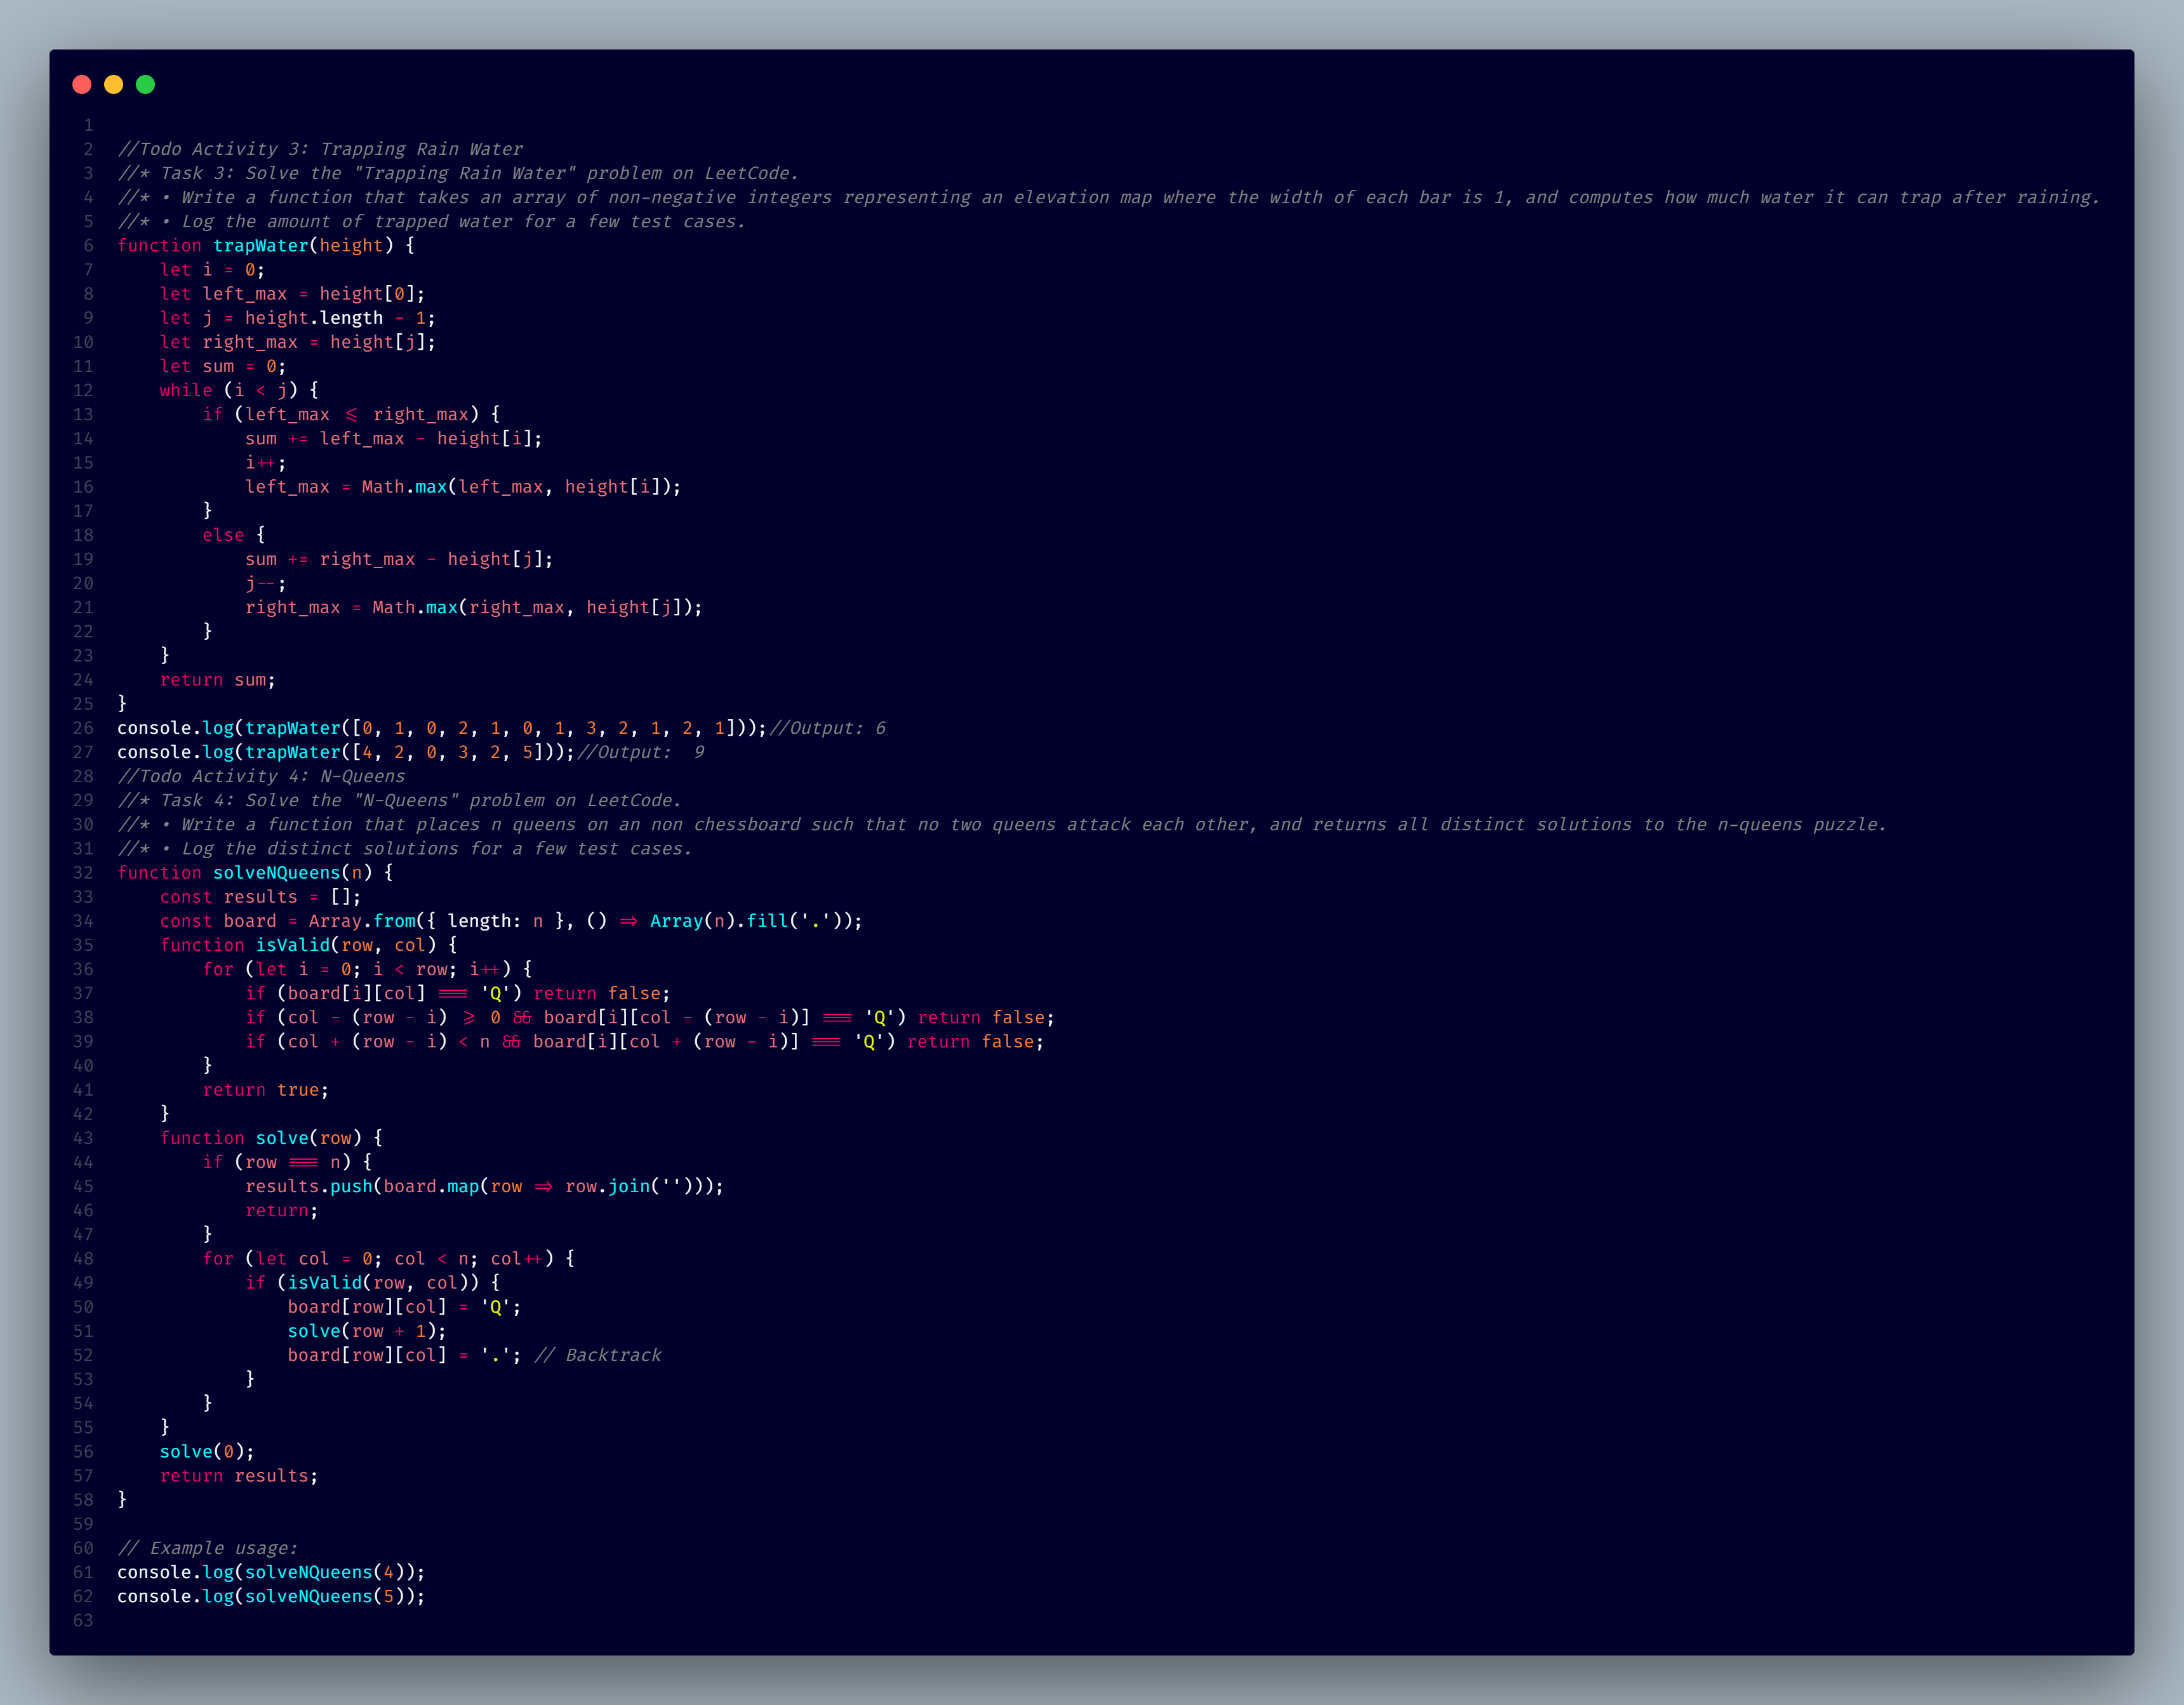 1
2 //Todo Activity 3: Trapping Rain Water
3 //* Task 3: Solve the "Trapping Rain Water" problem on LeetCode.
4 //* • Write a function that takes an array of non-negative integers representing an elevation map where the width of each bar is 1, and computes how much water it can trap after raining.
5 //* • Log the amount of trapped water for a few test cases.
6 function trapWater(height) {
7     let i = 0;
8     let left_max = height[0];
9     let j = height.length - 1;
10     let right_max = height[j];
11     let sum = 0;
12     while (i < j) {
13         if (left_max <= right_max) {
14             sum += left_max - height[i];
15             i++;
16             left_max = Math.max(left_max, height[i]);
17         }
18         else {
19             sum += right_max - height[j];
20             j--;
21             right_max = Math.max(right_max, height[j]);
22         }
23     }
24     return sum;
25 }
26 console.log(trapWater([0, 1, 0, 2, 1, 0, 1, 3, 2, 1, 2, 1]));//Output: 6
27 console.log(trapWater([4, 2, 0, 3, 2, 5]));//Output:  9
28 //Todo Activity 4: N-Queens
29 //* Task 4: Solve the "N-Queens" problem on LeetCode.
30 //* • Write a function that places n queens on an non chessboard such that no two queens attack each other, and returns all distinct solutions to the n-queens puzzle.
31 //* • Log the distinct solutions for a few test cases.
32 function solveNQueens(n) {
33     const results = [];
34     const board = Array.from({ length: n }, () => Array(n).fill('.'));
35     function isValid(row, col) {
36         for (let i = 0; i < row; i++) {
37             if (board[i][col] === 'Q') return false;
38             if (col - (row - i) >= 0 && board[i][col - (row - i)] === 'Q') return false;
39             if (col + (row - i) < n && board[i][col + (row - i)] === 'Q') return false;
40         }
41         return true;
42     }
43     function solve(row) {
44         if (row === n) {
45             results.push(board.map(row => row.join('')));
46             return;
47         }
48         for (let col = 0; col < n; col++) {
49             if (isValid(row, col)) {
50                 board[row][col] = 'Q';
51                 solve(row + 1);
52                 board[row][col] = '.'; // Backtrack
53             }
54         }
55     }
56     solve(0);
57     return results;
58 }
59
60 // Example usage:
61 console.log(solveNQueens(4));
62 console.log(solveNQueens(5));
63